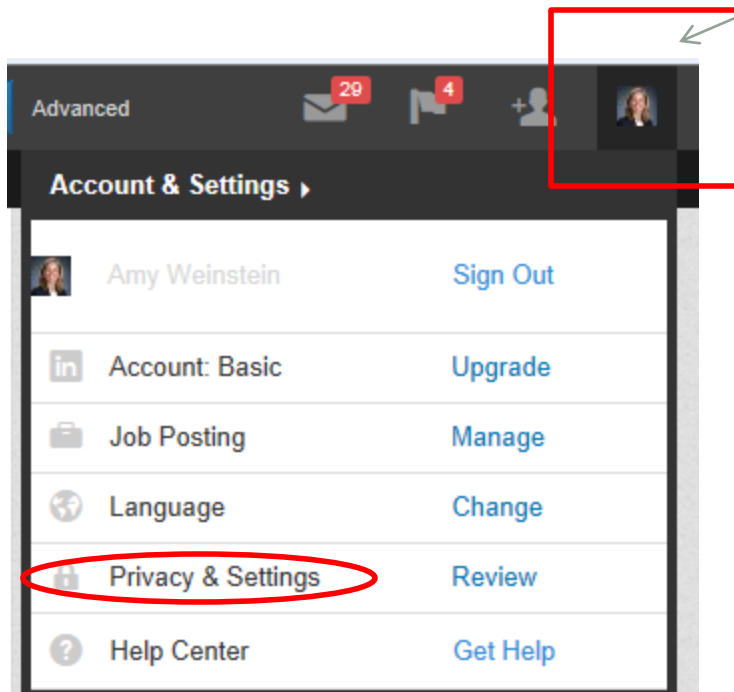 Advanced 29 4
Account & Settings
Amy Weinstein Sign Out
in Account: Basic Upgrade
Job Posting Manage
Language Change
Privacy & Settings Review
? Help Center Get Help